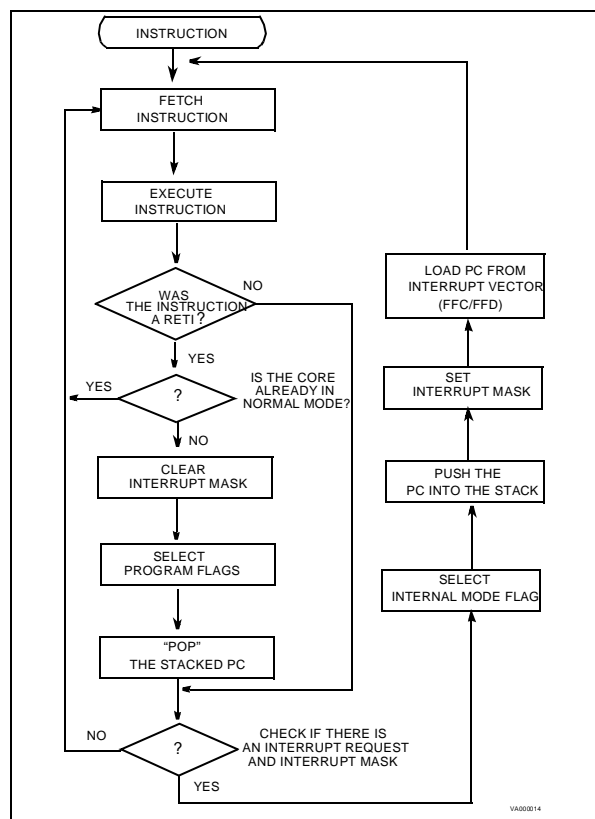 INSTRUCTION
FETCH
INSTRUCTION
EXECUTE
INSTRUCTION
WAS
THE INSTRUCTION
A RETI ?
NO
YES
?
YES
IS THE CORE
ALREADY IN
NORMAL MODE?
NO
CLEAR
INTERRUPT MASK
SELECT
PROGRAM FLAGS
“POP”
THE STACKED PC
NO
?
CHECK IF THERE IS
AN INTERRUPT REQUEST
AND INTERRUPT MASK
YES
SELECT
INTERNAL MODE FLAG
PUSH THE
PC INTO THE STACK
SET
INTERRUPT MASK
LOAD PC FROM
INTERRUPT VECTOR
(FFC/FFD)
VA000014